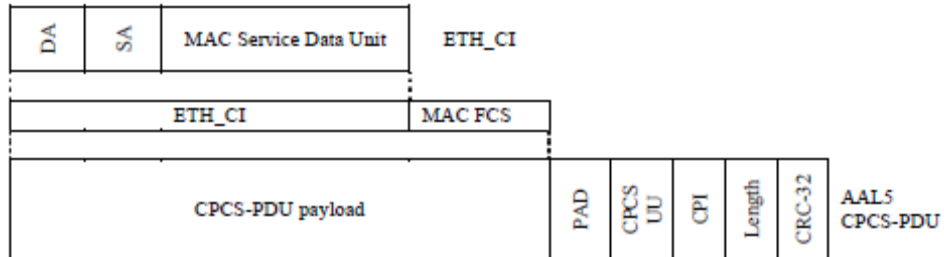 DA
SA
MAC Service Data Unit
ETH_CI
ETH_CI
MAC FCS
CPCS-PDU payload
PAD
CPCS
UU
CPI
Length
CRC-32
AAL5
CPCS-PDU